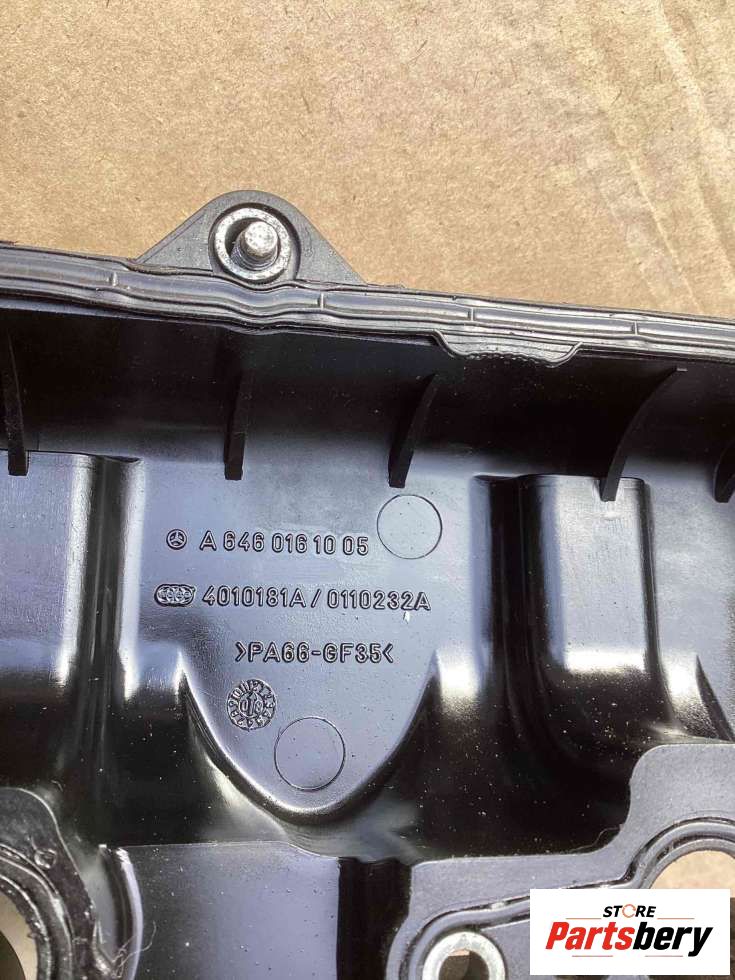 A 646 016 10 05
4010181A / 0110232A
>PA66-GF35<
STORE
Partsbery